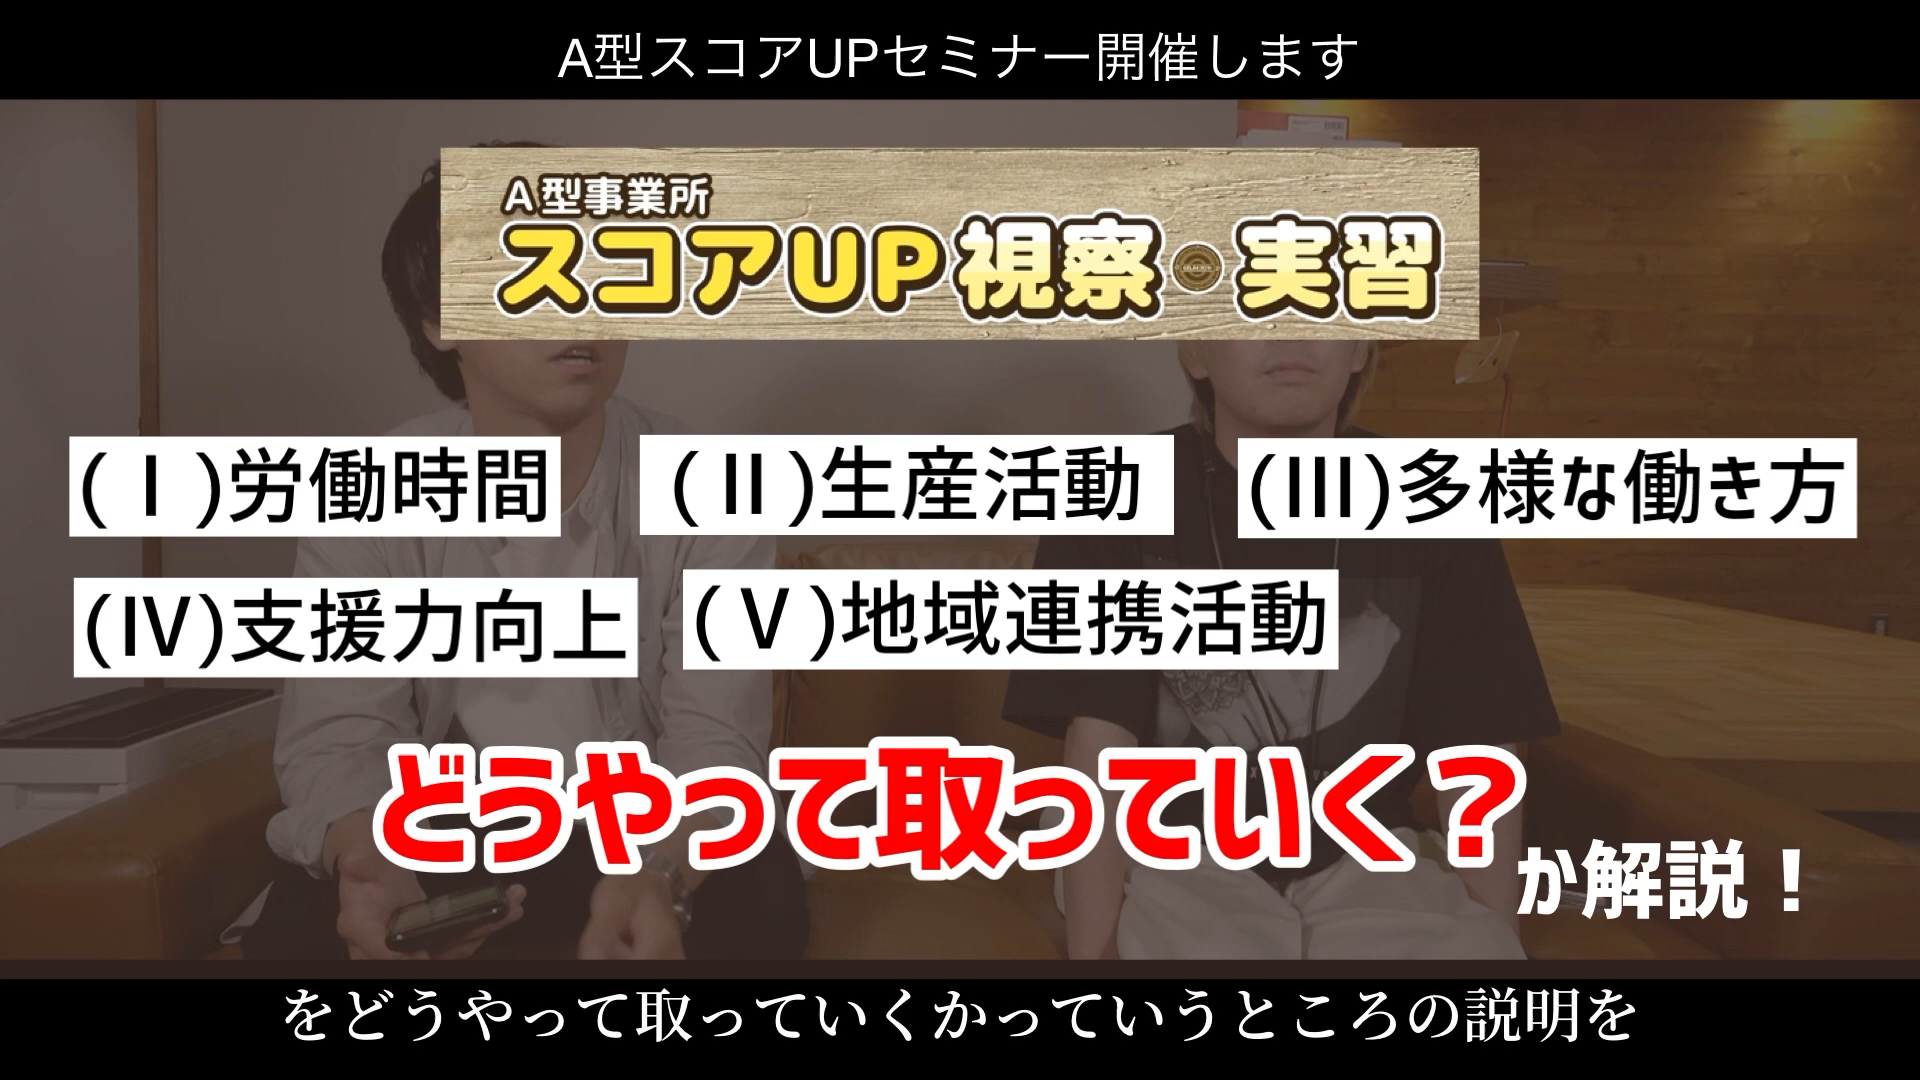 A型スコアUPセミナー開催します
A型事業所
スコアUP視察・実習
(Ⅰ)労働時間
(Ⅱ)生産活動
(Ⅲ)多様な働き方
(Ⅳ)支援力向上
(Ⅴ)地域連携活動
どうやって取っていく？
か解説！
をどうやって取っていくかっていうところの説明を